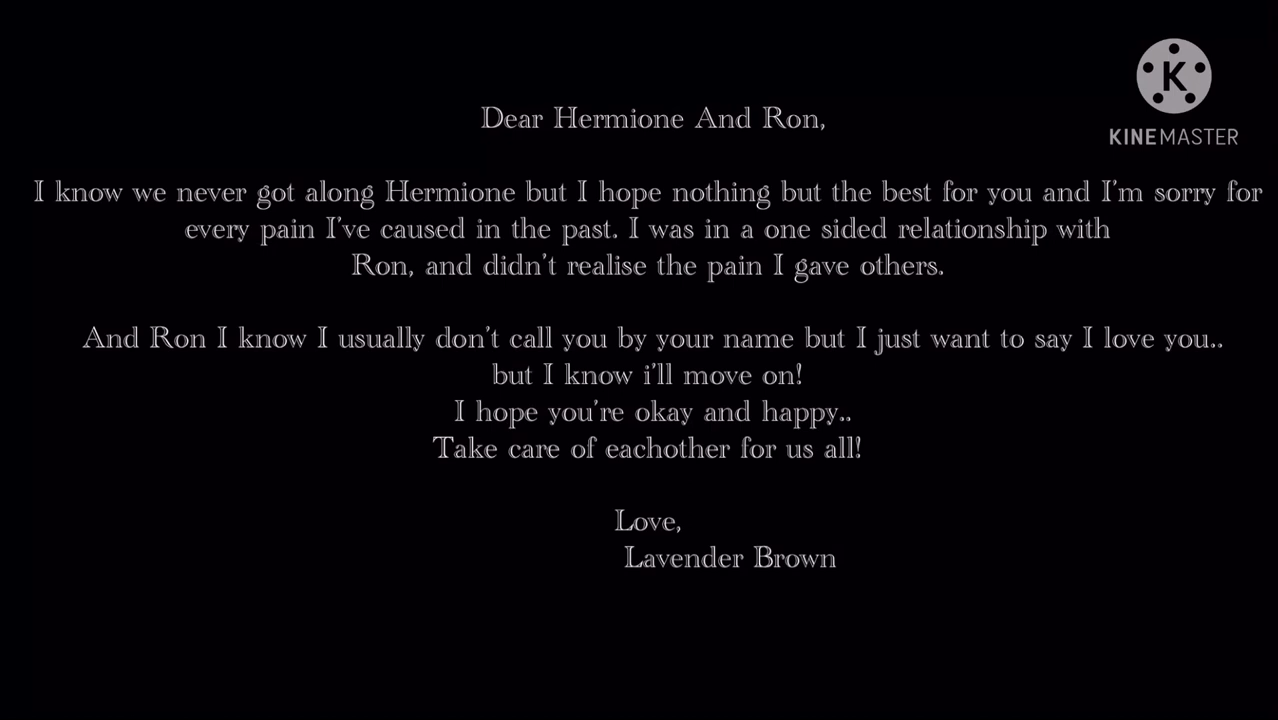 K
KINEMASTER
Dear Hermione And Ron,
I know we never got along Hermione but I hope nothing but the best for you and I'm sorry for
every pain I've caused in the past. I was in a one sided relationship with
Ron, and didn't realise the pain I gave others.
And Ron I know I usually don't call you by your name but I just want to say I love you..
but I know i'll move on!
I hope you're okay and happy..
Take care of eachother for us all!
Love,
Lavender Brown